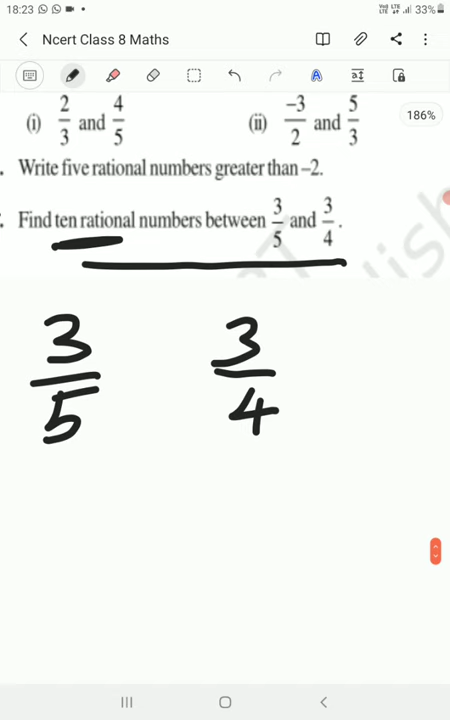 18:23 33%
Ncert Class 8 Maths
186%
(i) 2/3 and 4/5 (ii) -3/2 and 5/3
. Write five rational numbers greater than –2.
. Find ten rational numbers between 3/5 and 3/4.
3/5 3/4